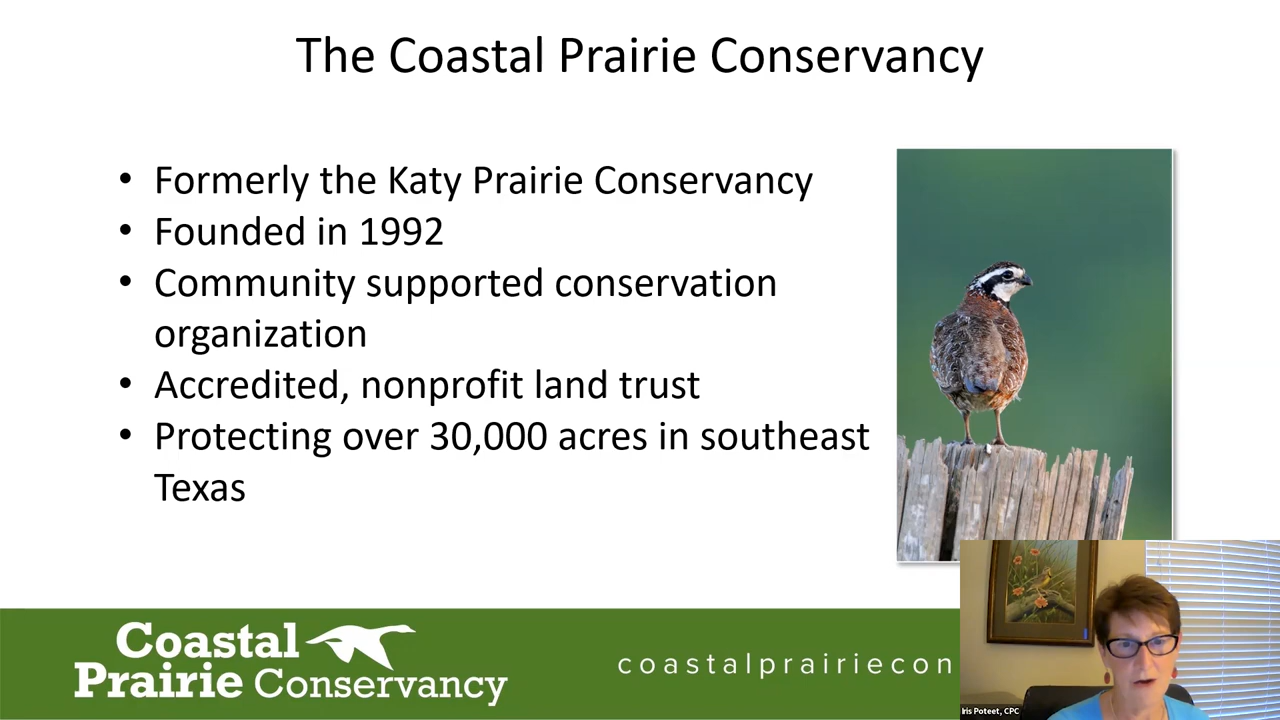 The Coastal Prairie Conservancy
• Formerly the Katy Prairie Conservancy
• Founded in 1992
• Community supported conservation
organization
• Accredited, nonprofit land trust
• Protecting over 30,000 acres in southeast
Texas
Coastal
Prairie Conservancy
coastalprairiecon
Iris Poteet, CPC